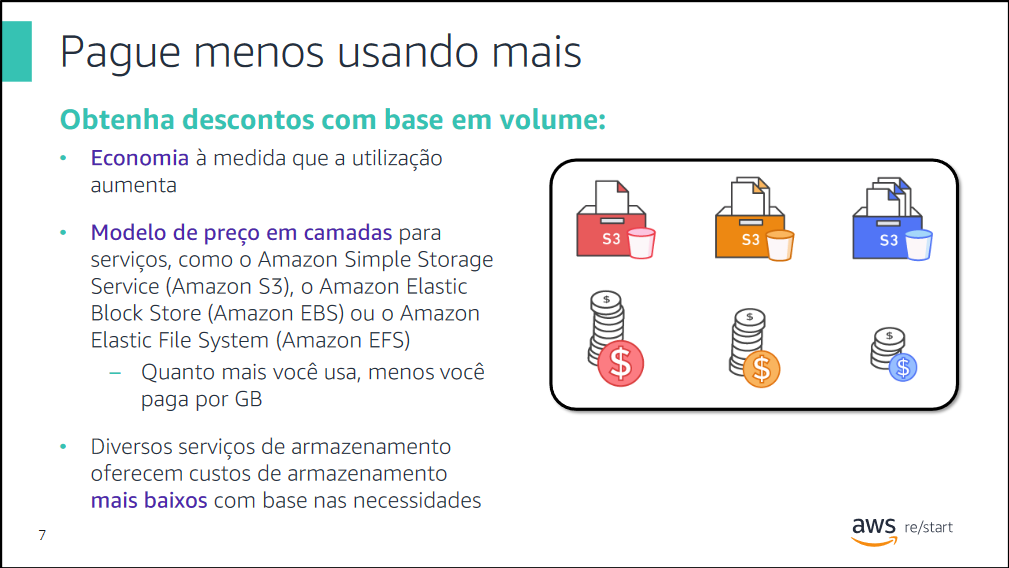 Pague menos usando mais
Obtenha descontos com base em volume:
• Economia à medida que a utilização
aumenta
• Modelo de preço em camadas para
serviços, como o Amazon Simple Storage
Service (Amazon S3), o Amazon Elastic
Block Store (Amazon EBS) ou o Amazon
Elastic File System (Amazon EFS)
– Quanto mais você usa, menos você
paga por GB
• Diversos serviços de armazenamento
oferecem custos de armazenamento
mais baixos com base nas necessidades
S3 S3 S3
$ $ $
$ $ $
7
aws re/start